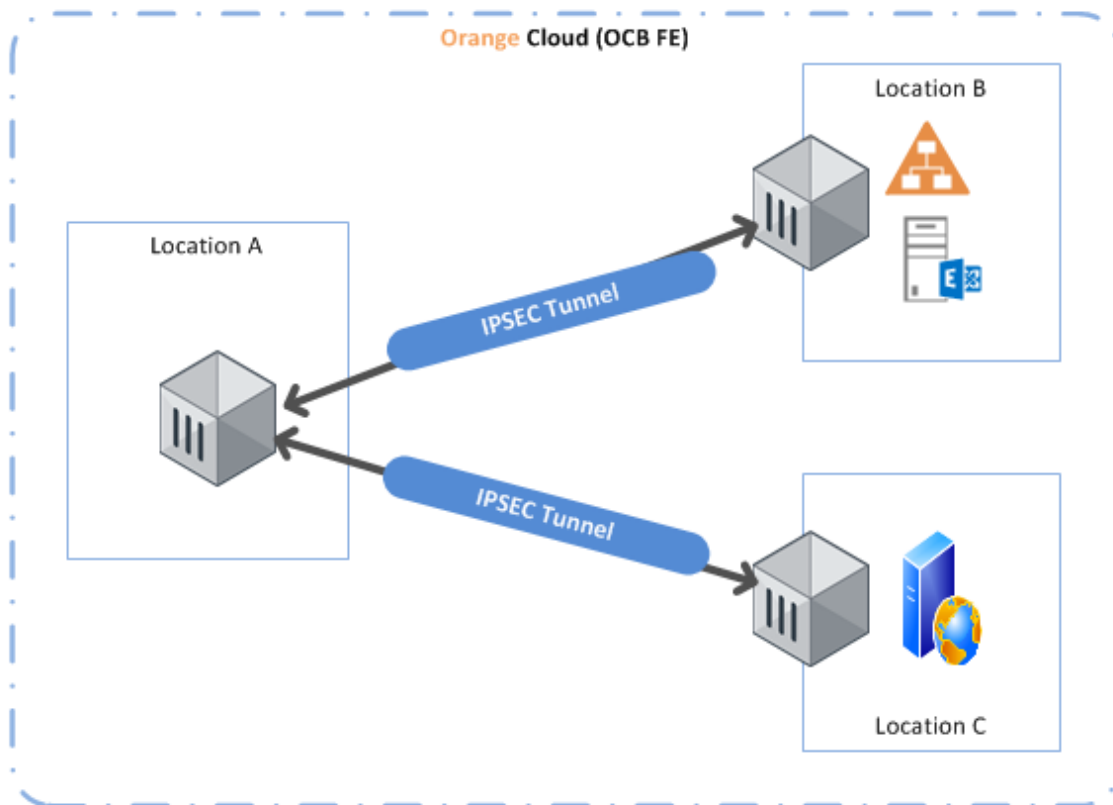 Orange Cloud (OCB FE)
Location B
Location A
IPSEC Tunnel
E
IPSEC Tunnel
Location C